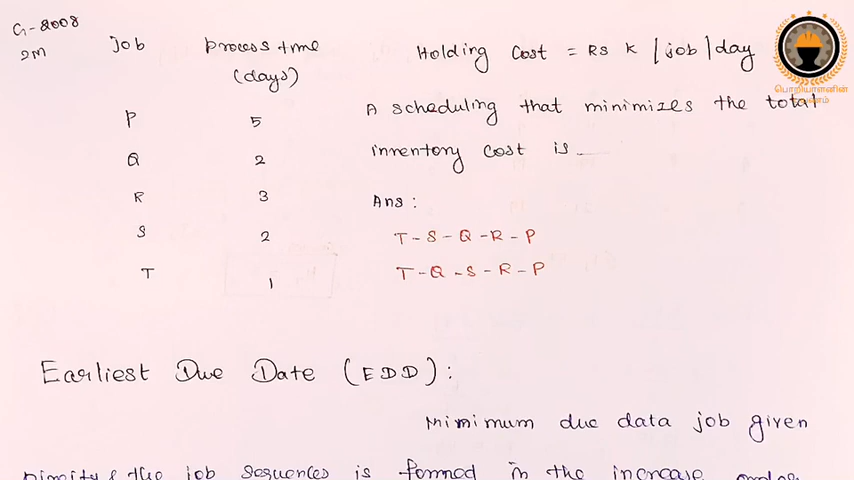 G-2008
2M
Job Process time (days)
P 5
Q 2
R 3
S 2
T 1
Holding Cost = RS K / job / day
A scheduling that minimizes the total
inventory cost is
Ans:
T-S-Q-R-P
T-Q-S-R-P
பொறியாளனின்
Earliest Due Date (EDD):
Minimum due data job given
the job sequences is formed in the increase